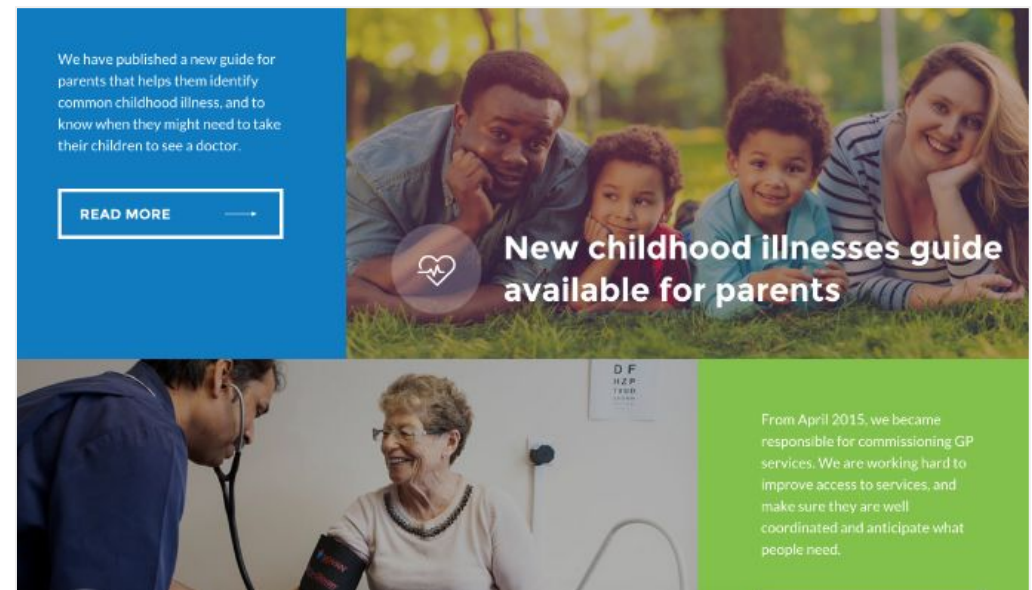 We have published a new guide for
parents that helps them identify
common childhood illness, and to
know when they might need to take
their children to see a doctor.
READ MORE
New childhood illnesses guide
available for parents
D F
H Z P
From April 2015, we became
responsible for commissioning GP
services. We are working hard to
improve access to services, and
make sure they are well
coordinated and anticipate what
people need.